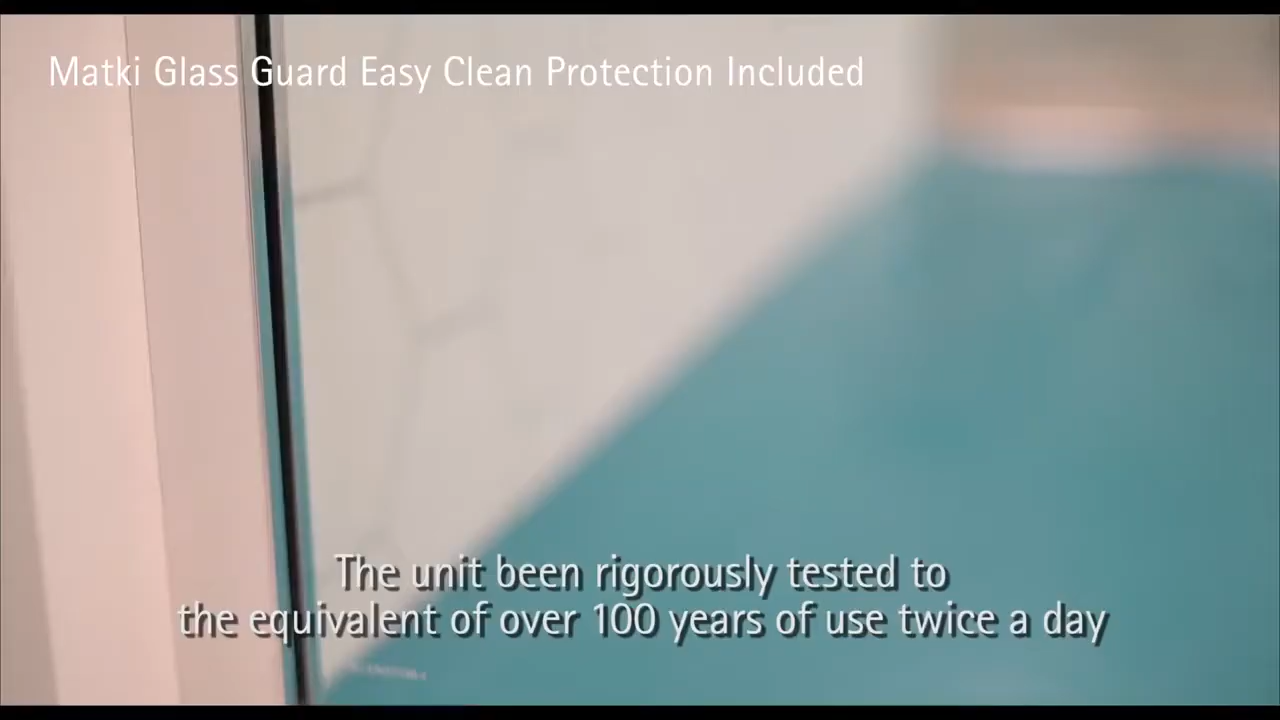 Matki Glass Guard Easy Clean Protection Included
The unit been rigorously tested to
the equivalent of over 100 years of use twice a day